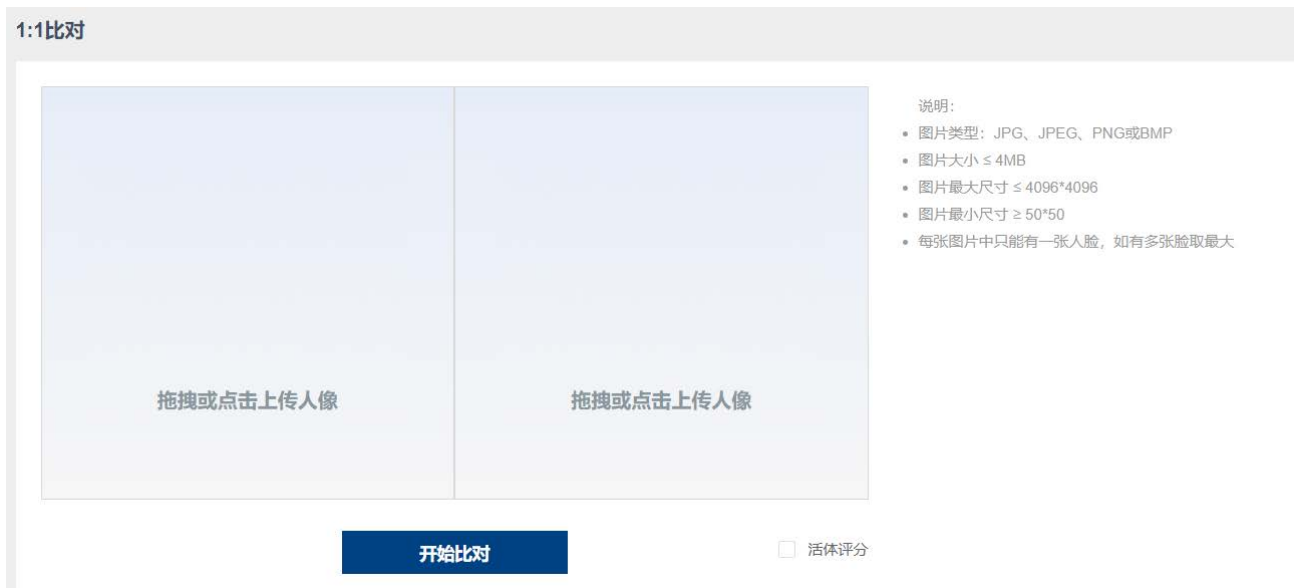 1:1比对
说明：
图片类型：JPG、JPEG、PNG或BMP
图片大小 ≤ 4MB
图片最大尺寸 ≤ 4096*4096
图片最小尺寸 ≥ 50*50
每张图片中只能有一张人脸，如有多张脸取最大
拖拽或点击上传人像
拖拽或点击上传人像
开始比对
活体评分